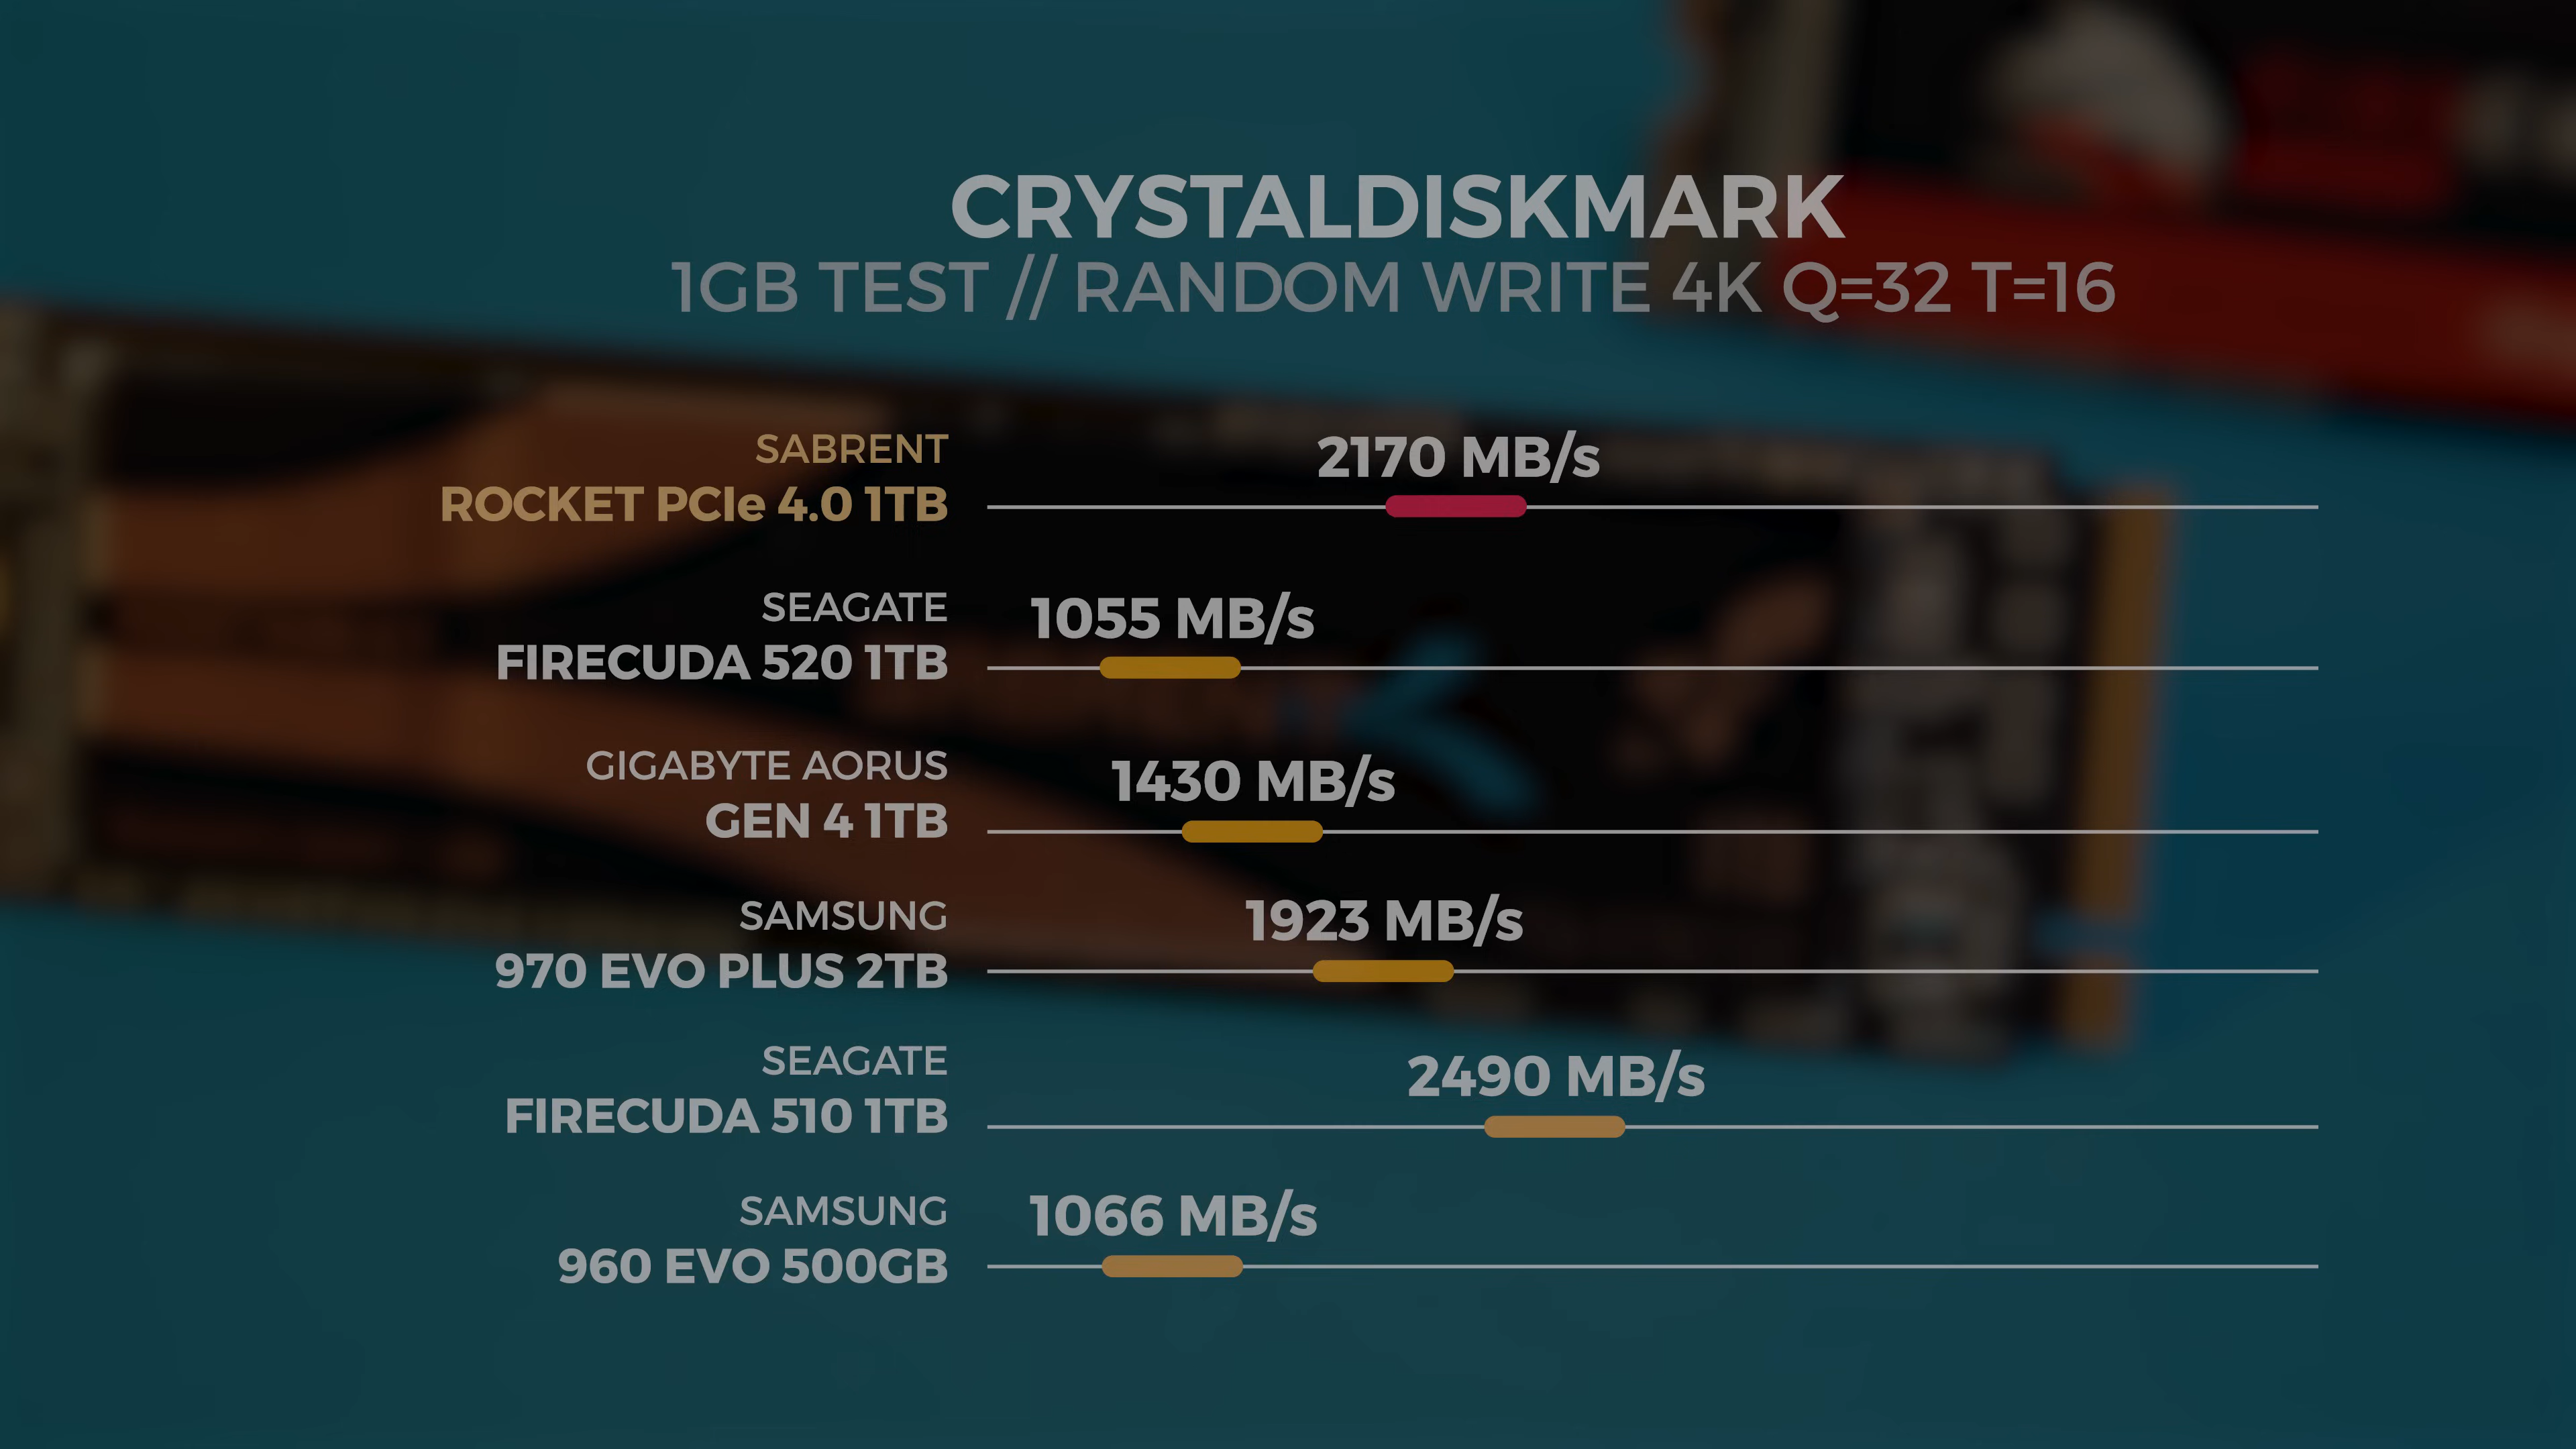 CRYSTALDISKMARK
1GB TEST // RANDOM WRITE 4K Q=32 T=16
SABRENT
ROCKET PCIe 4.0 1TB
2170 MB/s
SEAGATE
FIRECUDA 520 1TB
1055 MB/s
GIGABYTE AORUS
GEN 4 1TB
1430 MB/s
SAMSUNG
970 EVO PLUS 2TB
1923 MB/s
SEAGATE
FIRECUDA 510 1TB
2490 MB/s
SAMSUNG
960 EVO 500GB
1066 MB/s